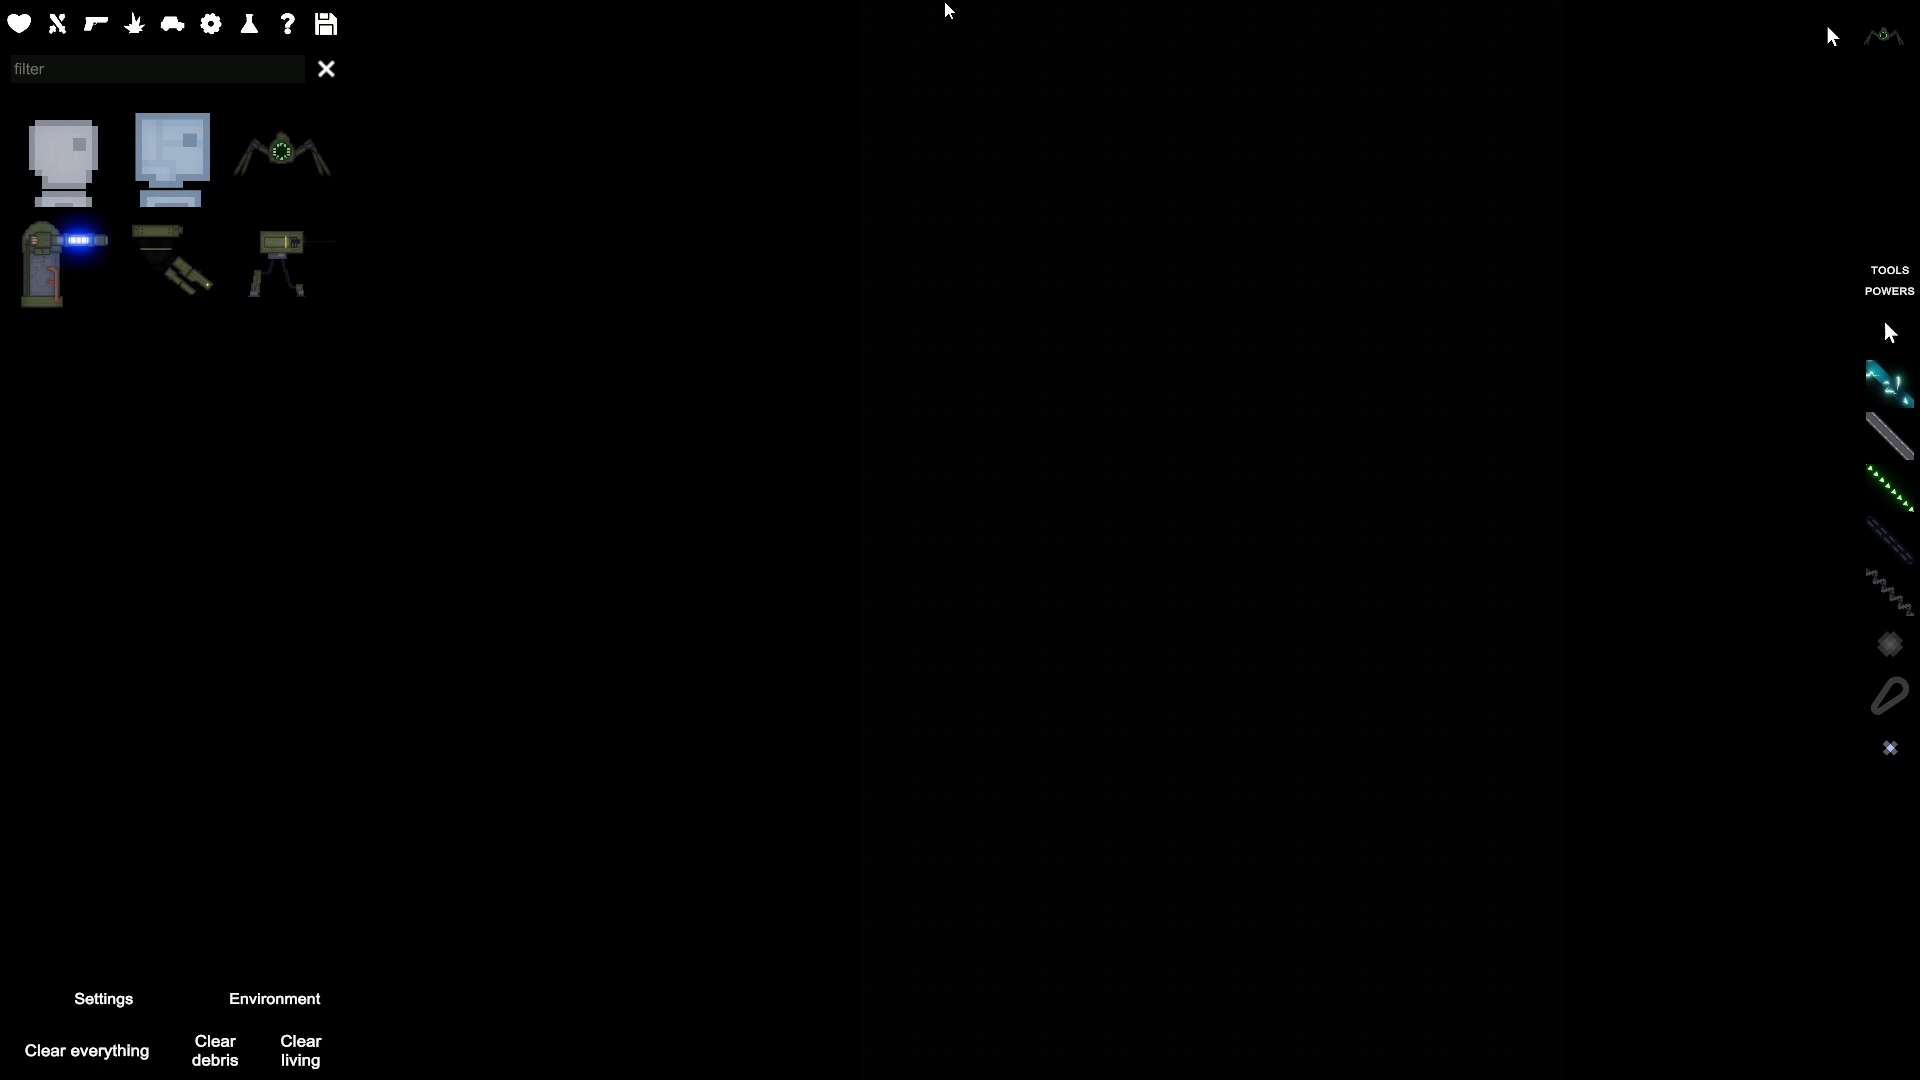 filter
TOOLS
POWERS
Settings
Environment
Clear everything
Clear
debris
Clear
living